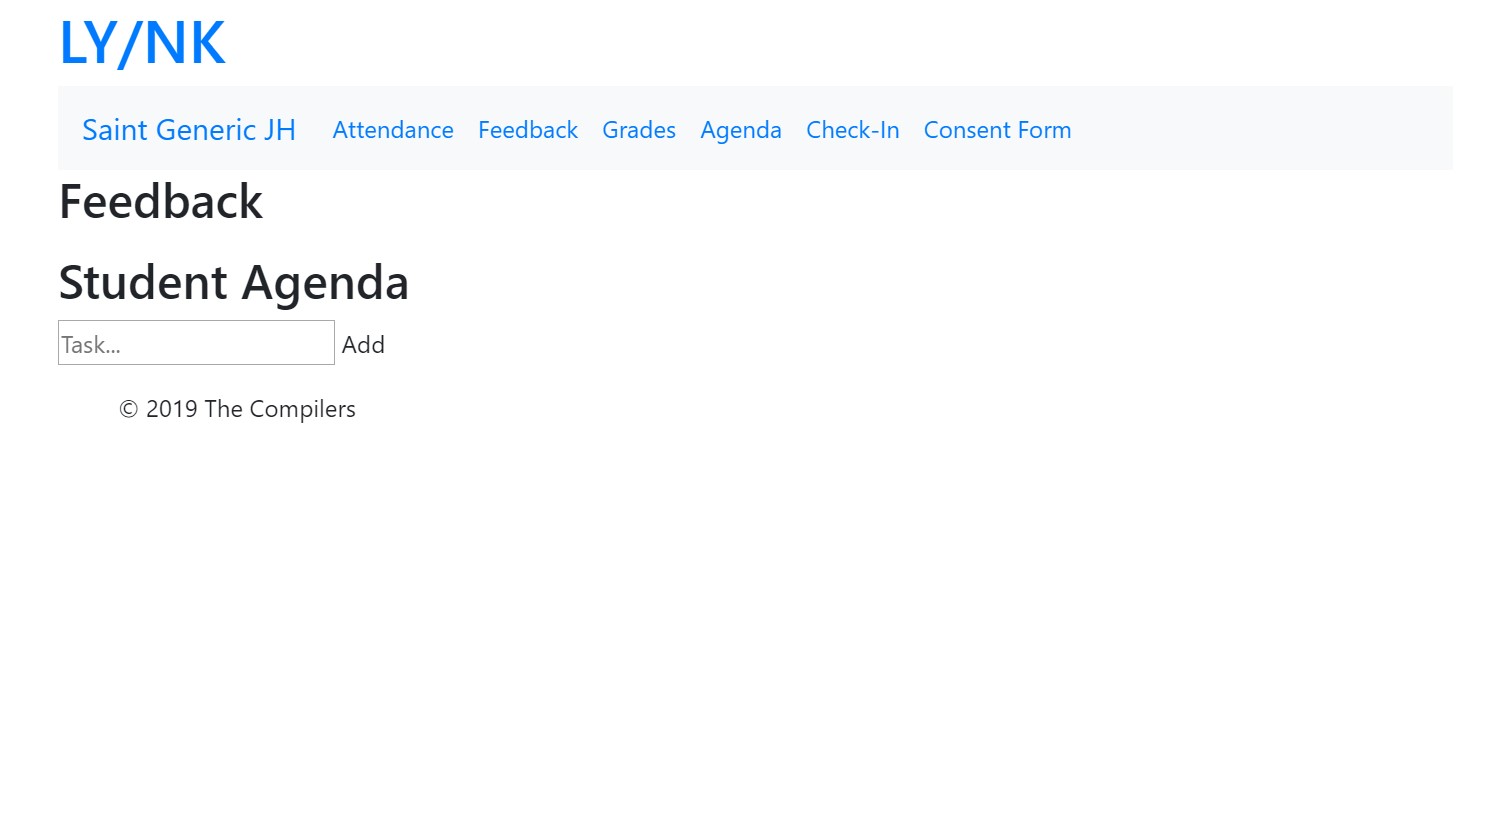 LY/NK
Saint Generic JH Attendance Feedback Grades Agenda Check-In Consent Form
Feedback
Student Agenda
Task... Add
© 2019 The Compilers